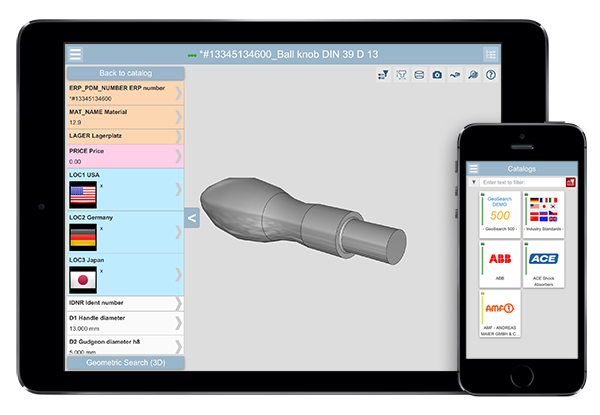 *#13345134600_Ball knob DIN 39 D 13
Back to catalog
ERP_PDM_NUMBER ERP number
*#13345134600
MAT_NAME Material
12.9
LAGER Lagerplatz
PRICE Price
0.00
LOC1 USA
x
LOC2 Germany
x
LOC3 Japan
x
IDNR Ident number
D1 Handle diameter
13.000 mm
D2 Gudgeon diameter h8
5.000 mm
Geometric Search (3D)
<
?
Catalogs
Enter text to filter:
GeoSearch
DEMO
500
- GeoSearch 500 -
- Industry Standards -
ABB
ABB
ACE
ACE Shock
Absorbers
AMF
AMF - ANDREAS
MAIER GMBH & C...